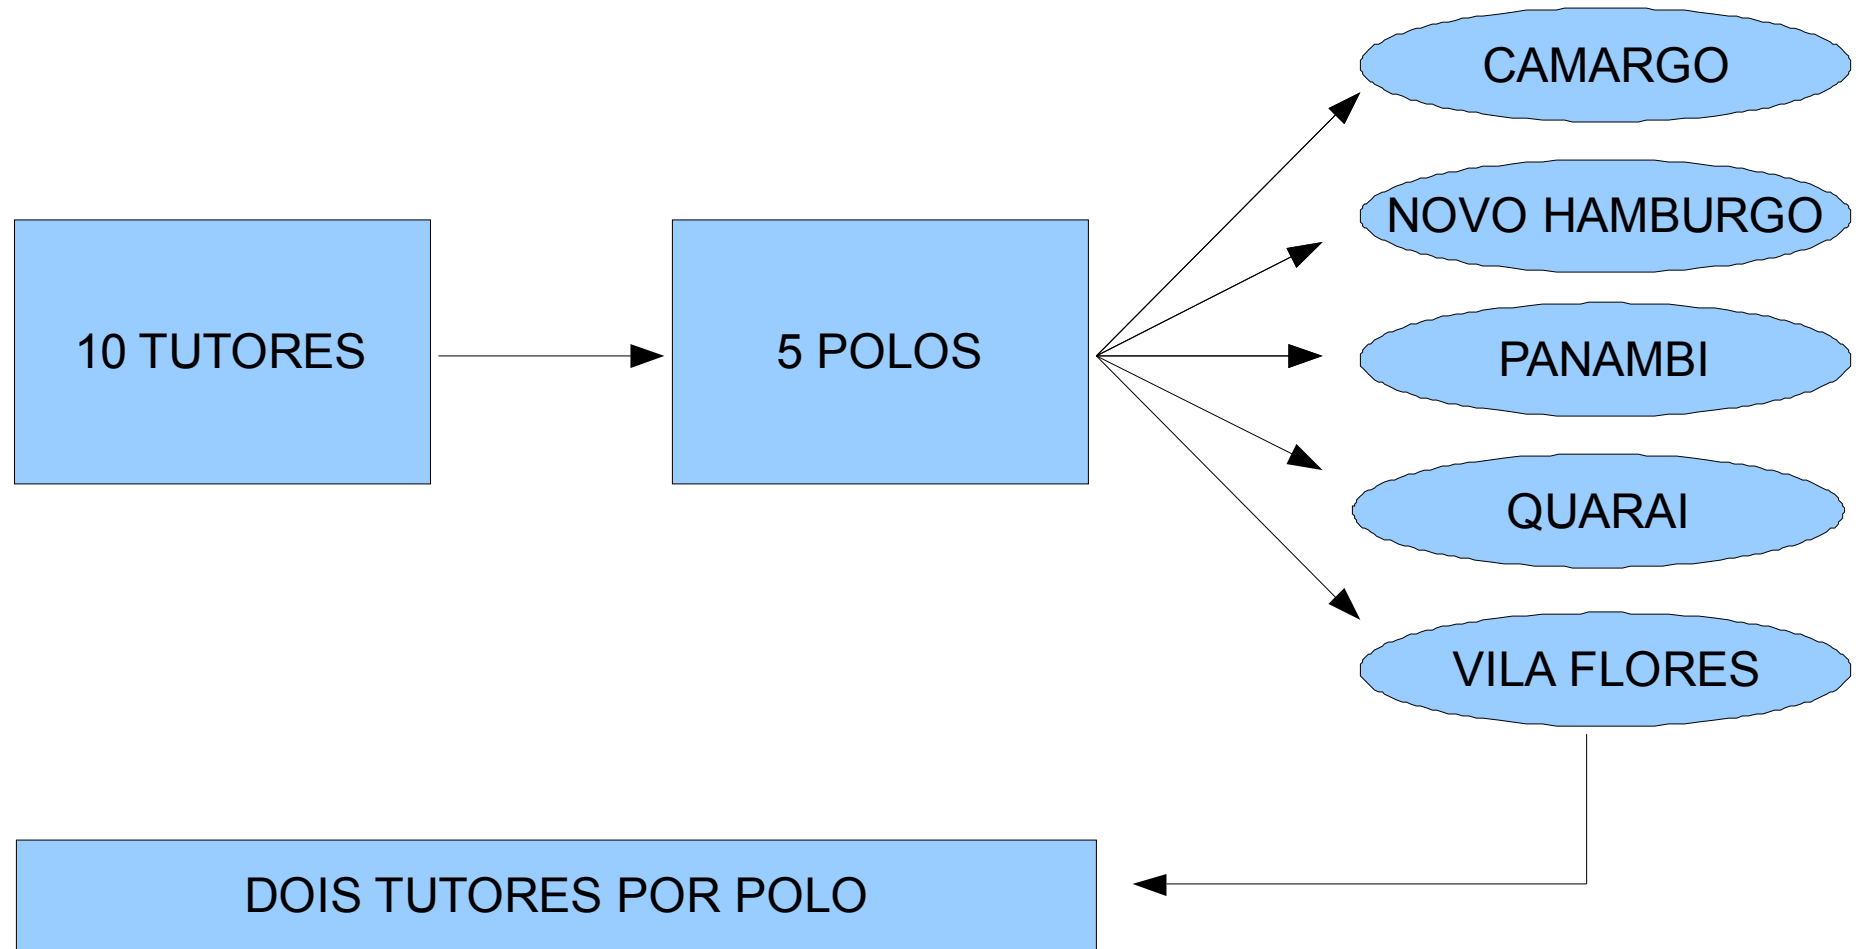 10 TUTORES
5 POLOS
CAMARGO
NOVO HAMBURGO
PANAMBI
QUARAI
VILA FLORES
DOIS TUTORES POR POLO